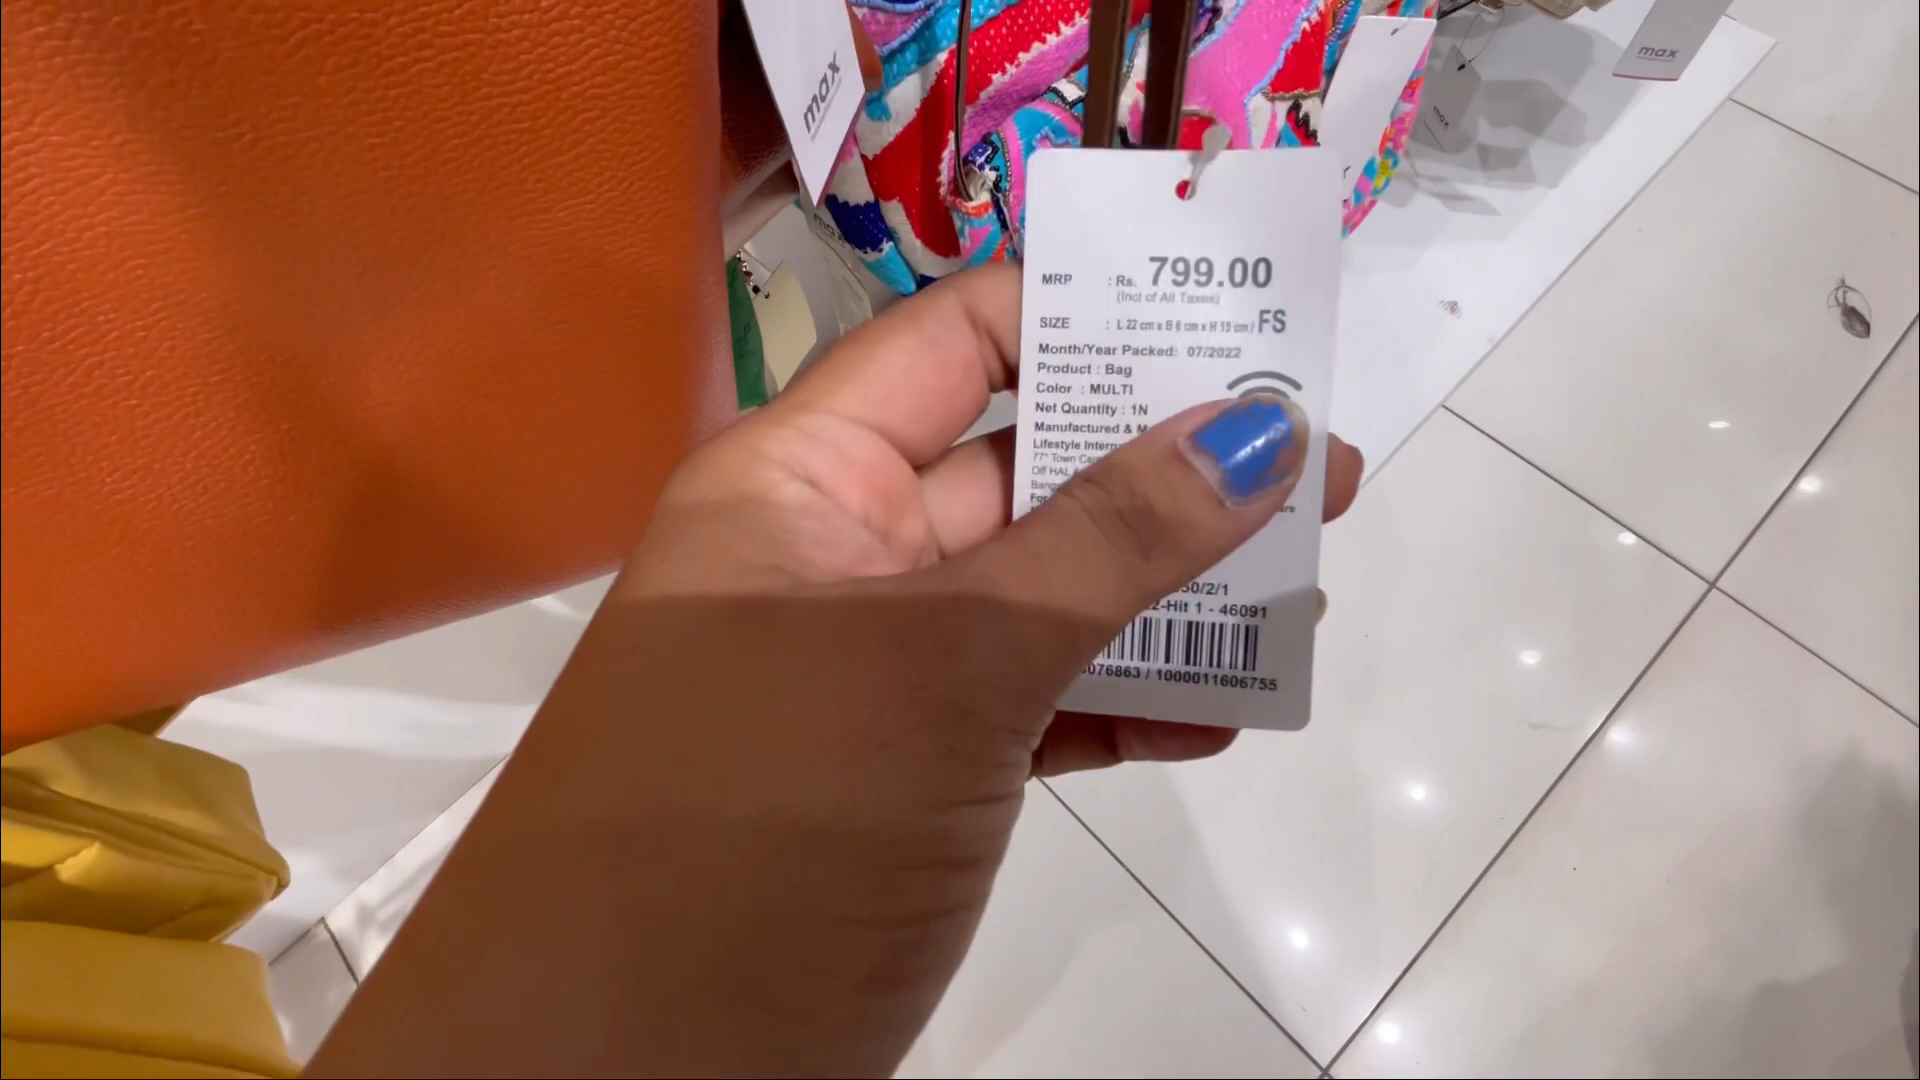 max
max
max
max
MRP : Rs. 799.00
(Incl of All Taxes)
SIZE : L 22 cm x B 6 cm x H 15 cm / FS
Month/Year Packed: 07/2022
Product : Bag
Color : MULTI
Net Quantity : 1N
Manufactured &
Lifestyle
Town
Off HAL
For
50/2/1
2-Hit 1 - 46091
076863 / 1000011606755